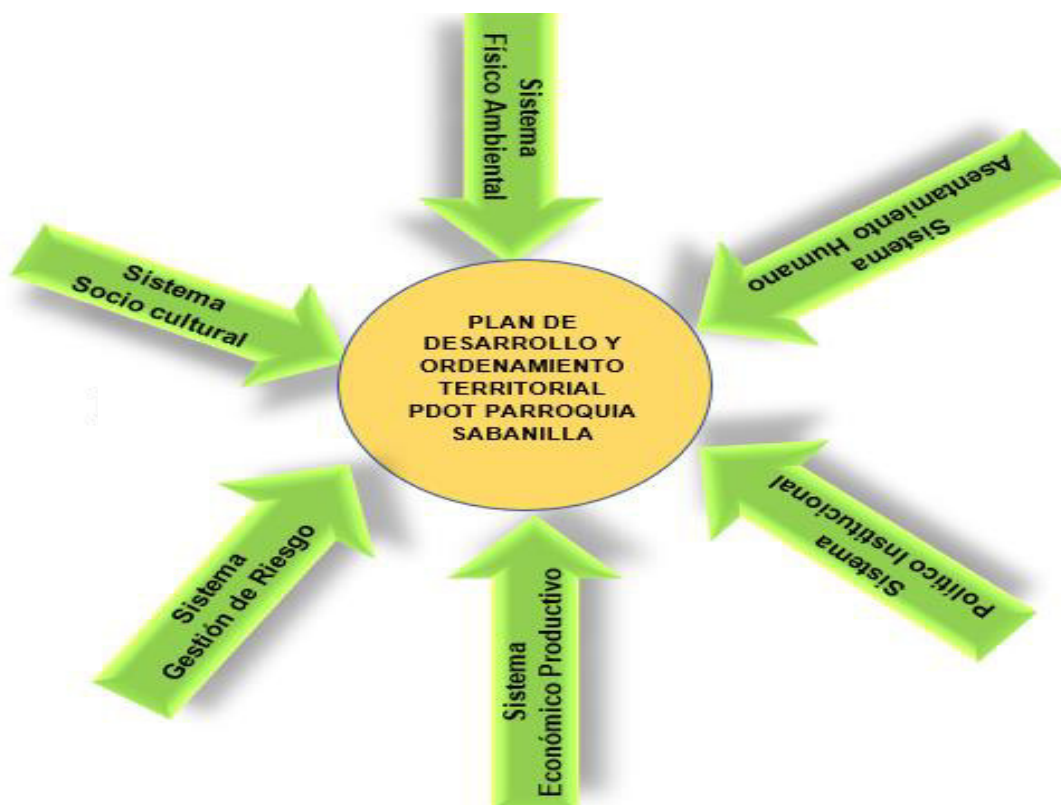 Sistema
Físico Ambiental
Sistema
Asentamiento Humano
Sistema
Socio cultural
PLAN DE
DESARROLLO Y
ORDENAMIENTO
TERRITORIAL
PDOT PARROQUIA
SABANILLA
Sistema
Político Institucional
Sistema
Gestión de Riesgo
Sistema
Económico Productivo